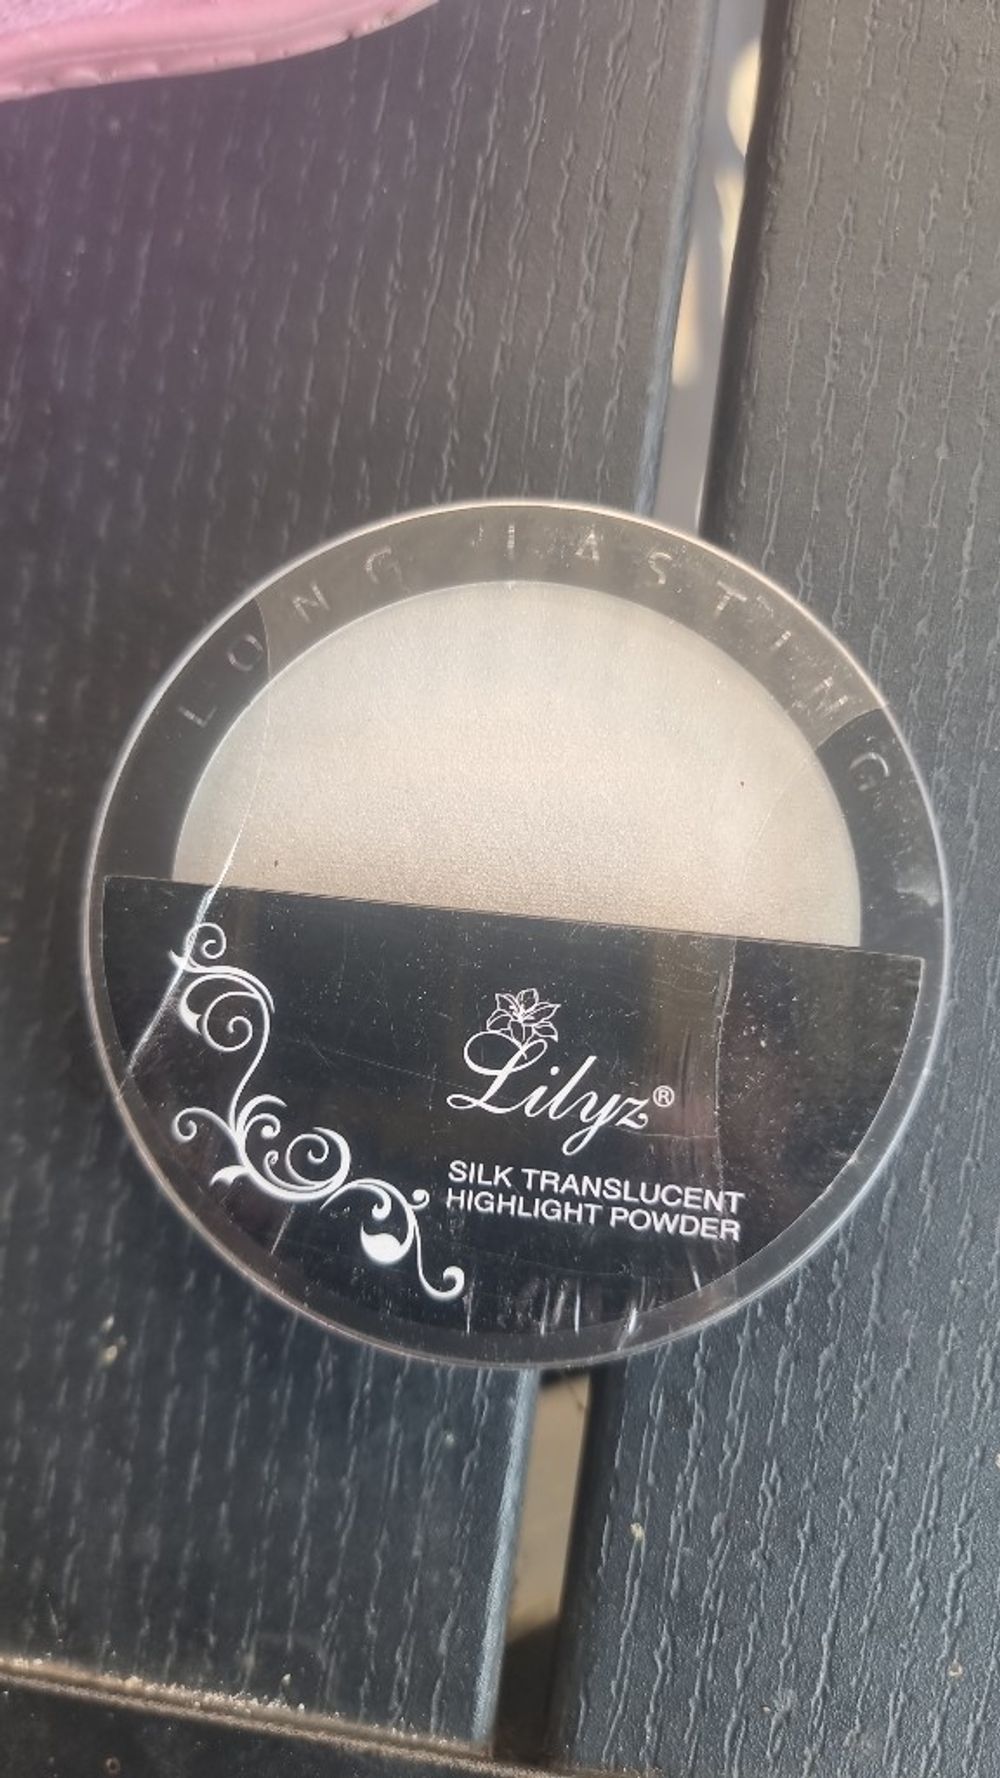 LONG LASTING
Lilyz®
SILK TRANSLUCENT
HIGHLIGHT POWDER